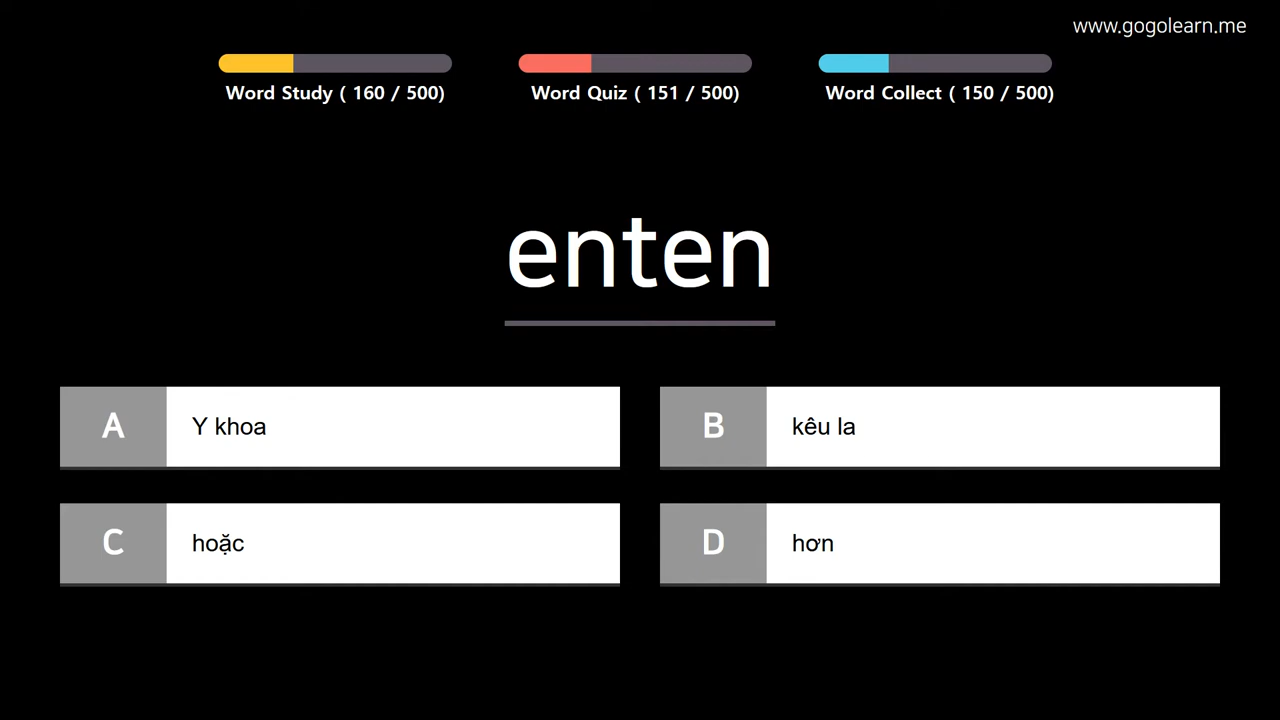 www.gogolearn.me
Word Study ( 160 / 500)
Word Quiz ( 151 / 500)
Word Collect ( 150 / 500)
enten
A Y khoa
B kêu la
C hoặc
D hơn